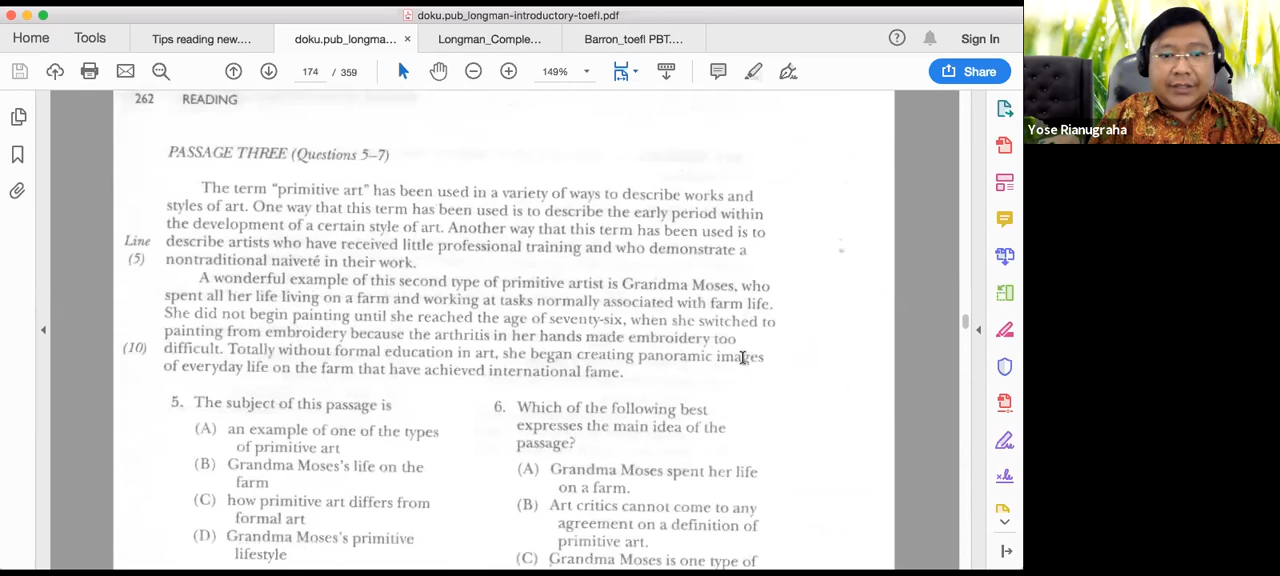 doku.pub_longman-introductory-toefl.pdf
Home
Tools
Tips reading new....
doku.pub_longma... ×
Longman_Comple...
Barron_toefl PBT....
Sign In
174 / 359
149%
Share
Yose Rianugraha
262 READING
PASSAGE THREE (Questions 5–7)
The term “primitive art” has been used in a variety of ways to describe works and
styles of art. One way that this term has been used is to describe the early period within
the development of a certain style of art. Another way that this term has been used is to
Line describe artists who have received little professional training and who demonstrate a
(5) nontraditional naiveté in their work.
A wonderful example of this second type of primitive artist is Grandma Moses, who
spent all her life living on a farm and working at tasks normally associated with farm life.
She did not begin painting until she reached the age of seventy-six, when she switched to
painting from embroidery because the arthritis in her hands made embroidery too
(10) difficult. Totally without formal education in art, she began creating panoramic images
of everyday life on the farm that have achieved international fame.
5. The subject of this passage is
(A) an example of one of the types
of primitive art
(B) Grandma Moses’s life on the
farm
(C) how primitive art differs from
formal art
(D) Grandma Moses’s primitive
lifestyle
6. Which of the following best
expresses the main idea of the
passage?
(A) Grandma Moses spent her life
on a farm.
(B) Art critics cannot come to any
agreement on a definition of
primitive art.
(C) Grandma Moses is one type of